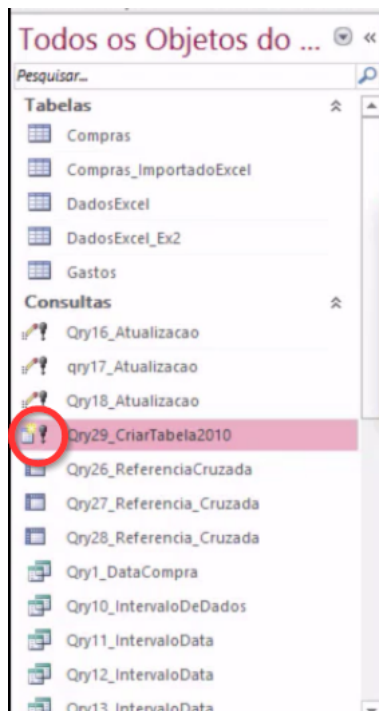 Todos os Objetos do ... «
Pesquisar...
Tabelas
Compras
Compras_ImportadoExcel
DadosExcel
DadosExcel_Ex2
Gastos
Consultas
Qry16_Atualizacao
qry17_Atualizacao
Qry18_Atualizacao
Qry29_CriarTabela2010
Qry26_ReferenciaCruzada
Qry27_Referencia_Cruzada
Qry28_Referencia_Cruzada
Qry1_DataCompra
Qry10_IntervaloDeDados
Qry11_IntervaloData
Qry12_IntervaloData
Qry13_IntervaloData